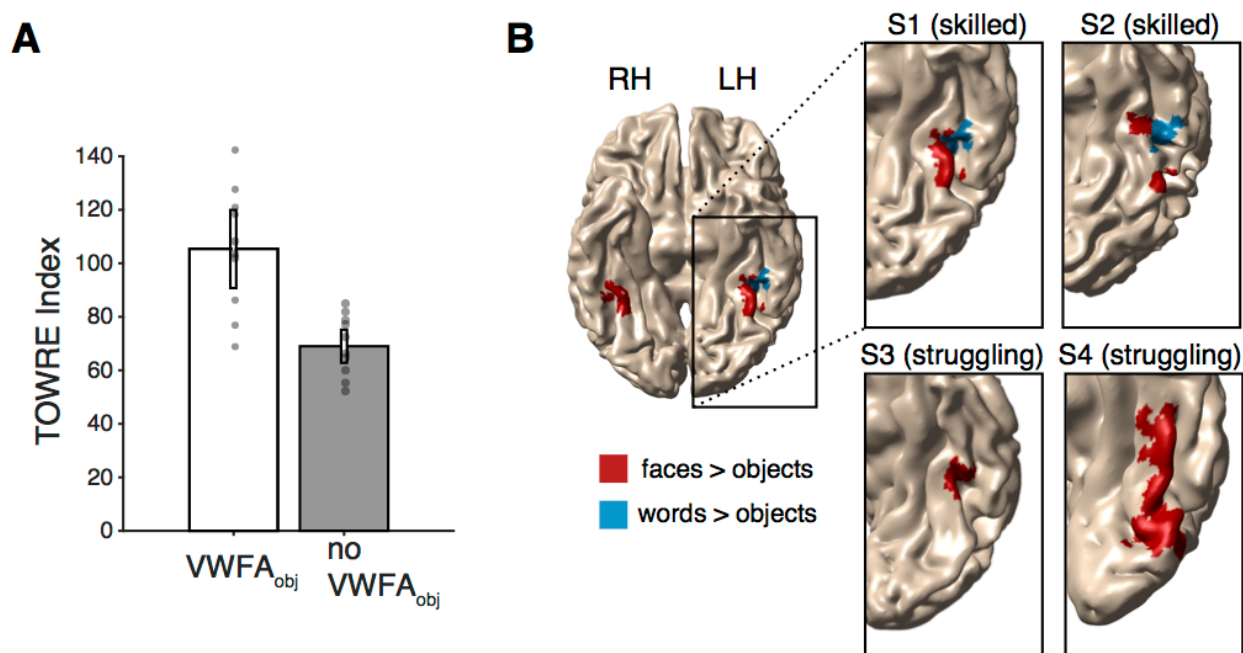 A
TOWRE Index
140
120
100
80
60
40
20
0
VWFAobj
no
VWFAobj
B
RH LH
faces > objects
words > objects
S1 (skilled)
S2 (skilled)
S3 (struggling)
S4 (struggling)